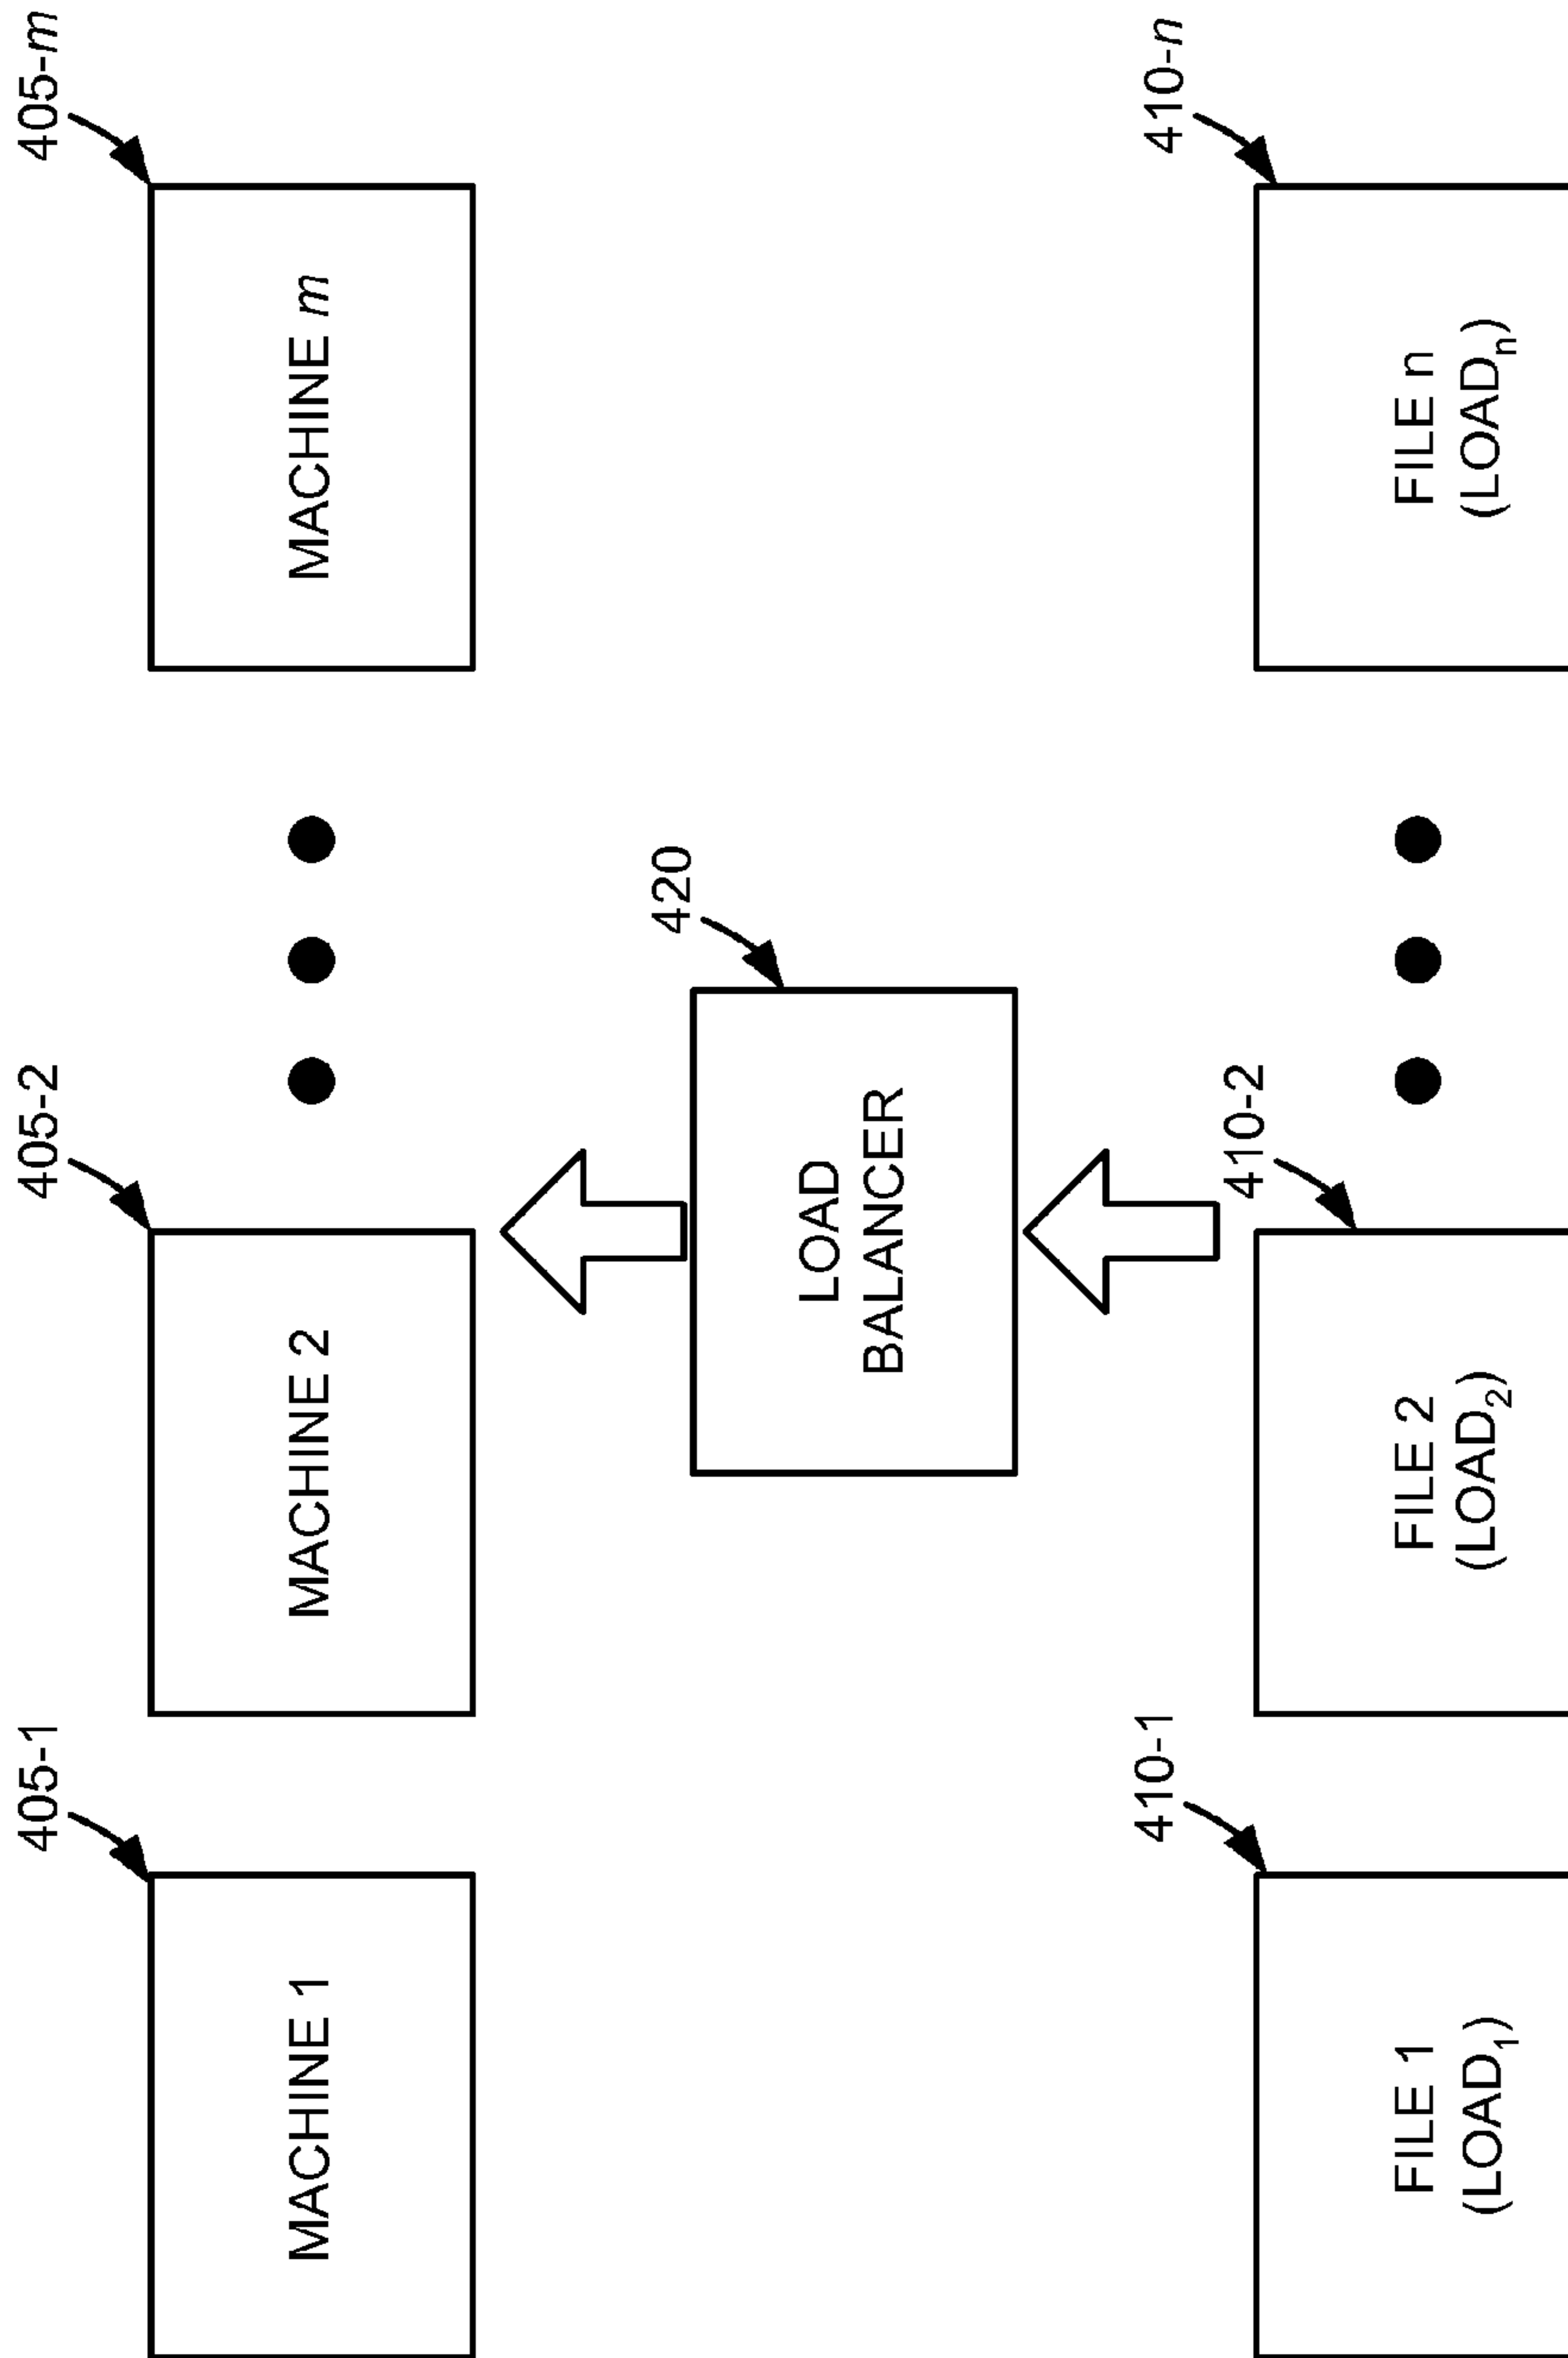 405-1
405-2
405-m
MACHINE 1
MACHINE 2
MACHINE m
420
LOAD
BALANCER
410-1
410-2
410-n
FILE 1
(LOAD₁)
FILE 2
(LOAD₂)
FILE n
(LOADₙ)